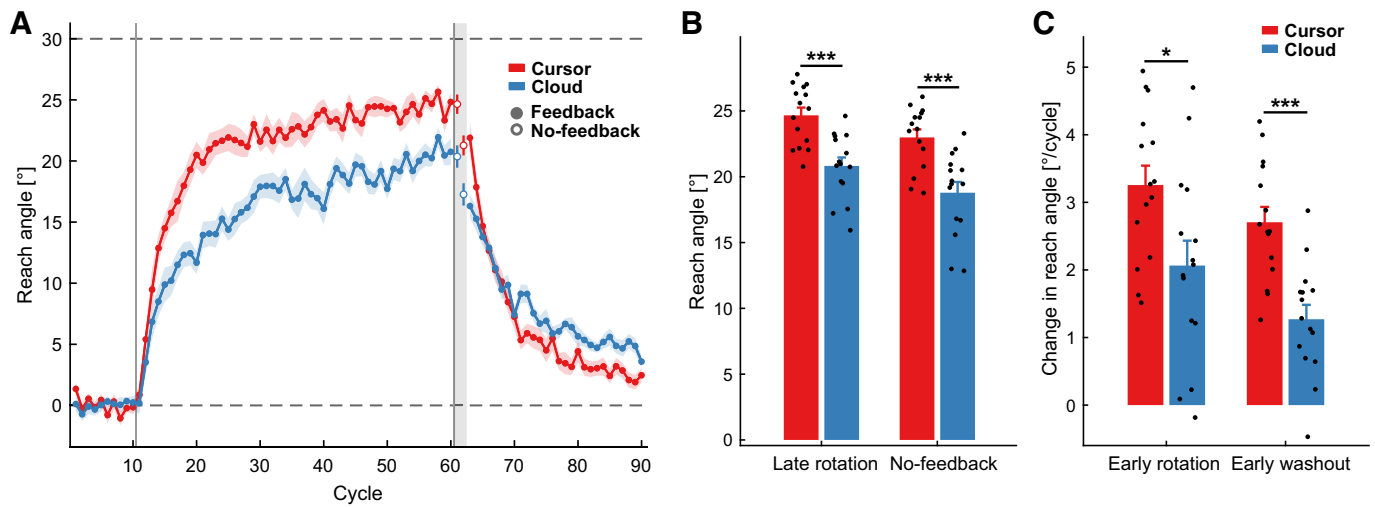 A
Reach angle [°]
30
25
20
15
10
5
0
10 20 30 40 50 60 70 80 90
Cycle
Cursor
Cloud
Feedback
No-feedback
B
Reach angle [°]
25
20
15
10
5
0
***
***
Late rotation No-feedback
C
Change in reach angle [°/cycle]
5
4
3
2
1
0
Cursor
Cloud
*
***
Early rotation Early washout